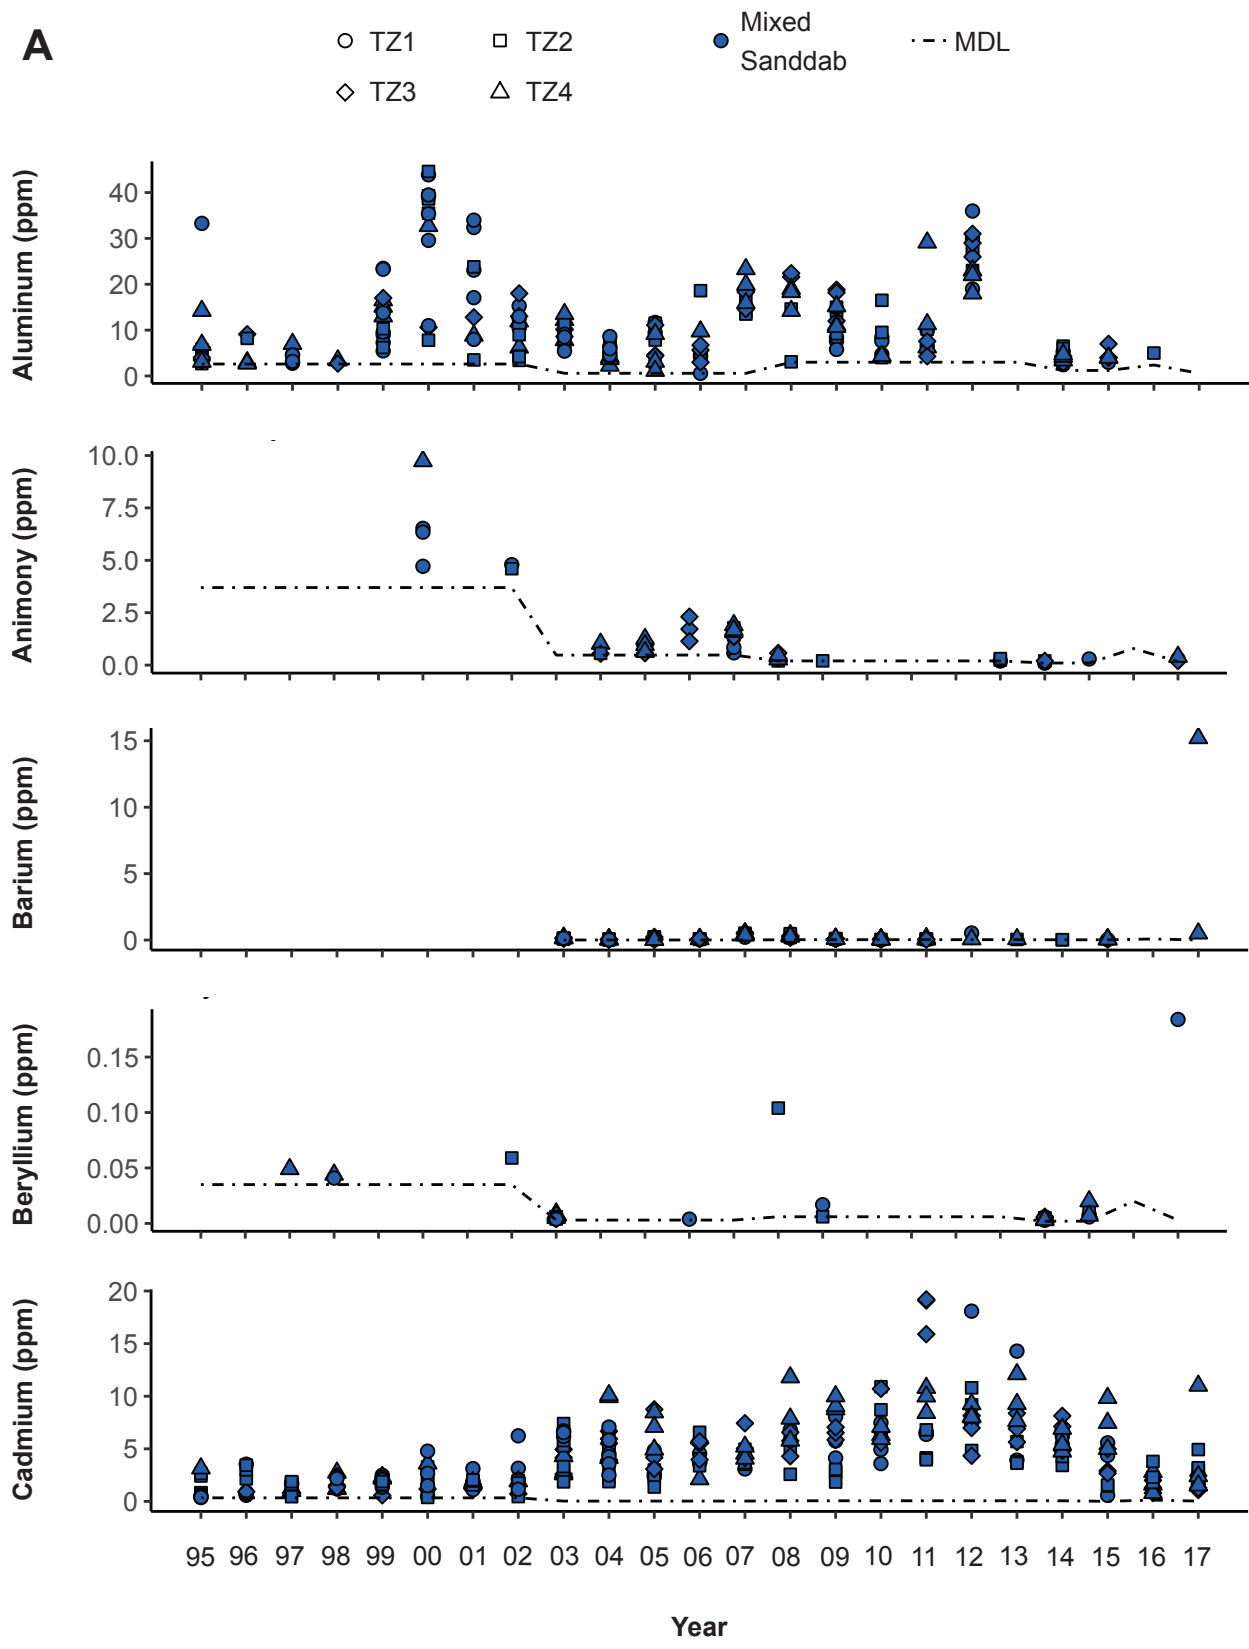 A
TZ1
TZ2
Mixed
Sanddab
MDL
TZ3
TZ4
Aluminum (ppm)
40
30
20
10
0
Animony (ppm)
10.0
7.5
5.0
2.5
0.0
Barium (ppm)
15
10
5
0
Beryllium (ppm)
0.15
0.10
0.05
0.00
Cadmium (ppm)
20
15
10
5
0
95 96 97 98 99 00 01 02 03 04 05 06 07 08 09 10 11 12 13 14 15 16 17
Year